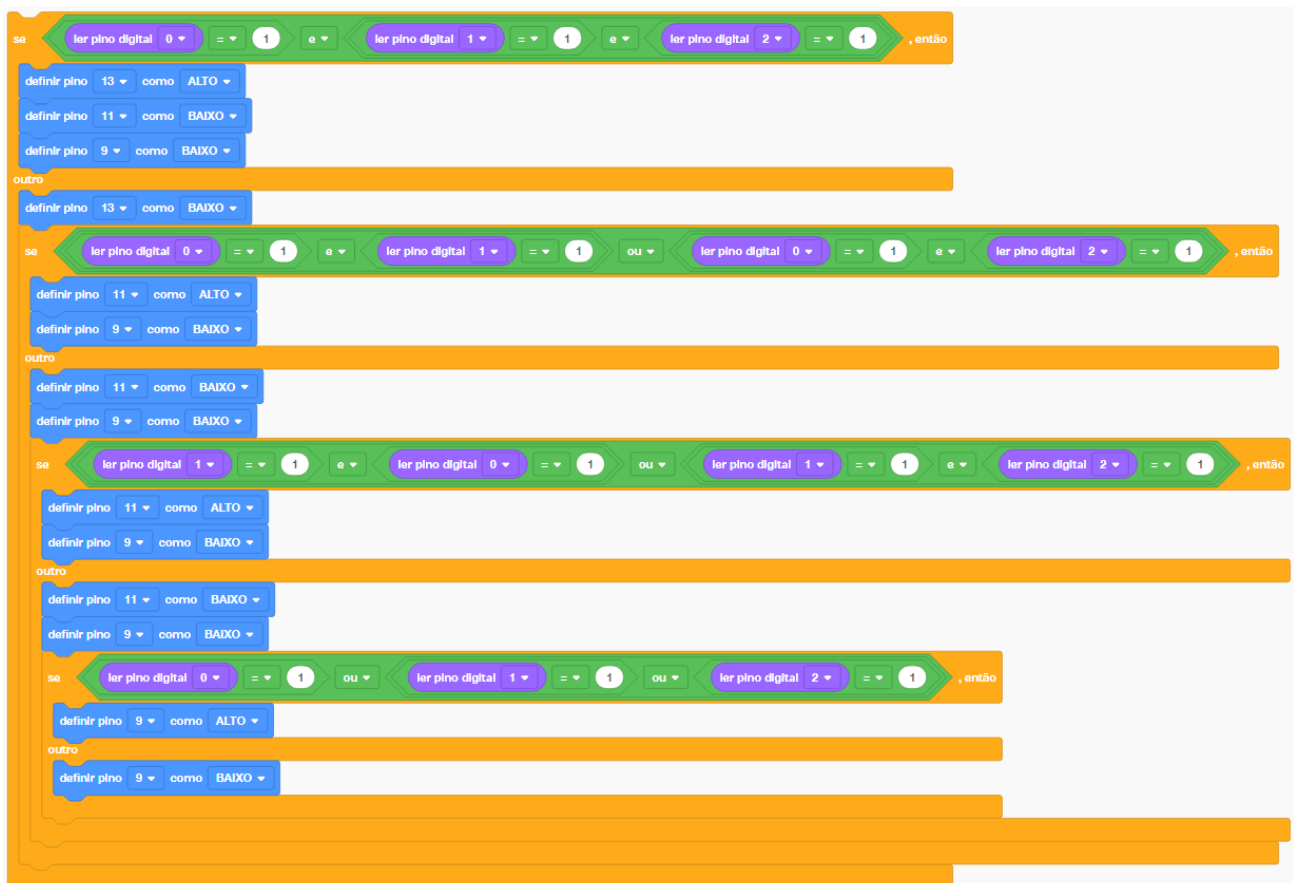 se ler pino digital 0 = 1 e ler pino digital 1 = 1 e ler pino digital 2 = 1 , então
definir pino 13 como ALTO
definir pino 11 como BAIXO
definir pino 9 como BAIXO
outro
definir pino 13 como BAIXO
se ler pino digital 0 = 1 e ler pino digital 1 = 1 ou ler pino digital 0 = 1 e ler pino digital 2 = 1 , então
definir pino 11 como ALTO
definir pino 9 como BAIXO
outro
definir pino 11 como BAIXO
definir pino 9 como BAIXO
se ler pino digital 1 = 1 e ler pino digital 0 = 1 ou ler pino digital 1 = 1 e ler pino digital 2 = 1 , então
definir pino 11 como ALTO
definir pino 9 como BAIXO
outro
definir pino 11 como BAIXO
definir pino 9 como BAIXO
se ler pino digital 0 = 1 ou ler pino digital 1 = 1 ou ler pino digital 2 = 1 , então
definir pino 9 como ALTO
outro
definir pino 9 como BAIXO